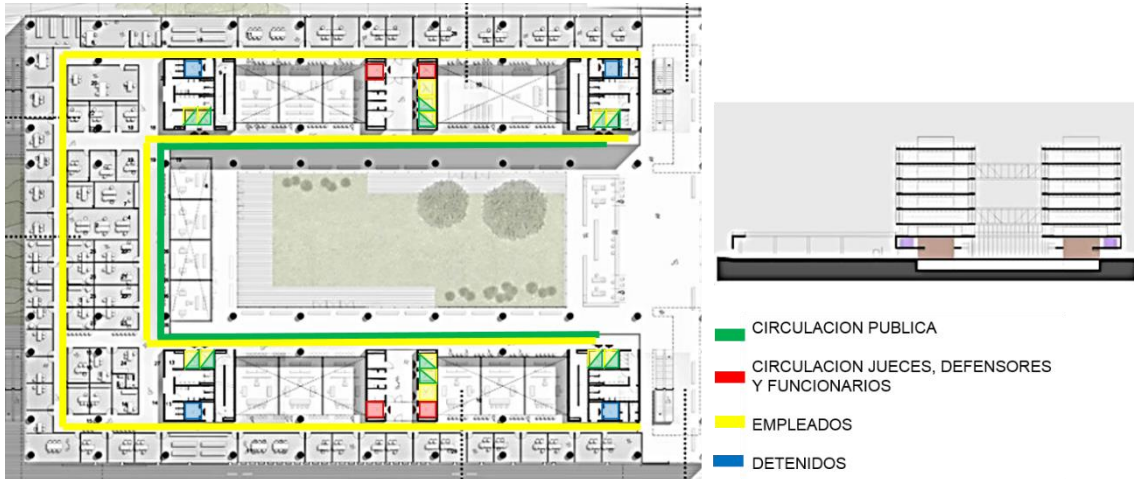 CIRCULACION PUBLICA
CIRCULACION JUECES, DEFENSORES
Y FUNCIONARIOS
EMPLEADOS
DETENIDOS